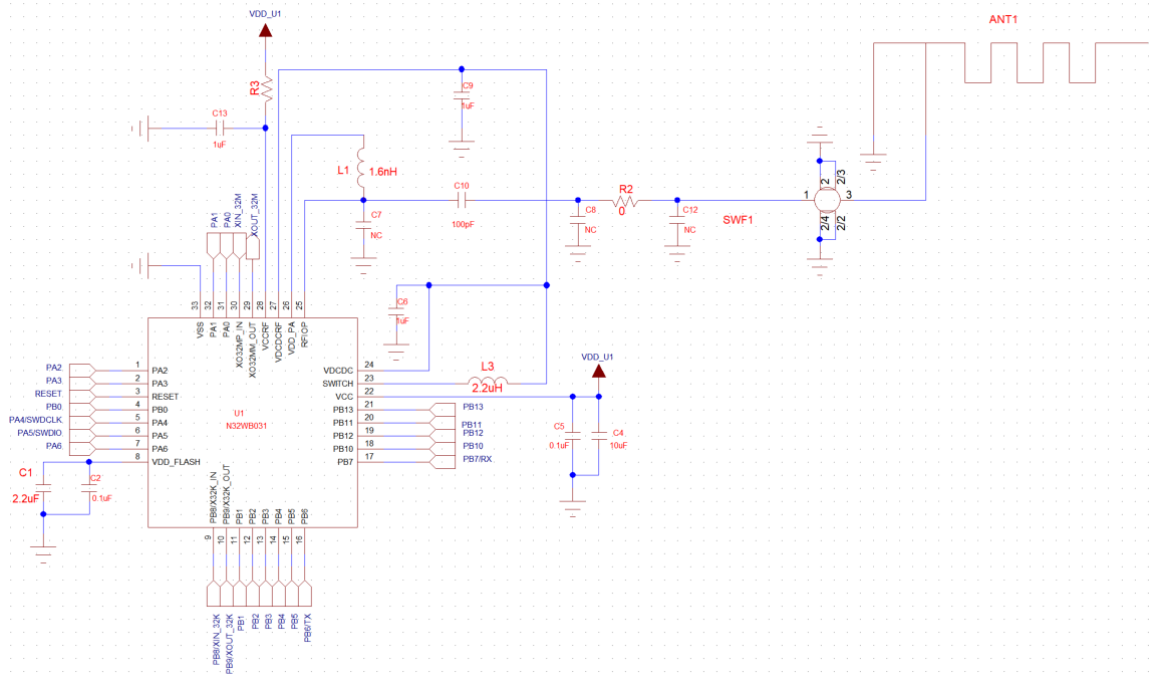 ANT1
VDD_U1
R3
C13
1uF
C9
1uF
L1
1.6nH
C10
100pF
C7
NC
C8
NC
R2
0
C12
NC
SWF1
1
2
2/3
3
2/4
2/2
PA1
PA0
XIN_32M
XOUT_32M
33
32
31
30
29
28
27
26
25
VSS
PA1
PA0
XO32MP_IN
XO32MM_OUT
VCCRF
VDCDCRF
VDD_PA
RFIOP
C6
1uF
L3
2.2uH
VDD_U1
C5
0.1uF
C4
10uF
PA2 1 PA2
PA3 2 PA3
RESET 3 RESET
PB0 4 PB0
PA4/SWDCLK 5 PA4
PA5/SWDIO 6 PA5
PA6 7 PA6
8 VDD_FLASH
C1
2.2uF
C2
0.1uF
U1
N32WB031
VDCDC 24
SWITCH 23
VCC 22
PB13 21 PB13
PB11 20 PB11
PB12 19 PB12
PB10 18 PB10
PB7 17 PB7/RX
PB8/X32K_IN
PB9/X32K_OUT
PB1
PB2
PB3
PB4
PB5
PB6
9
10
11
12
13
14
15
16
PB8/XIN_32K
PB9/XOUT_32K
PB1
PB2
PB3
PB4
PB5
PB6/TX